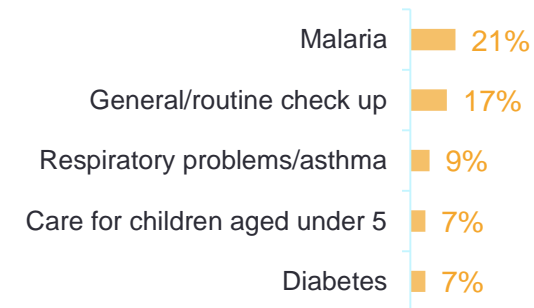 Malaria 21%
General/routine check up 17%
Respiratory problems/asthma 9%
Care for children aged under 5 7%
Diabetes 7%